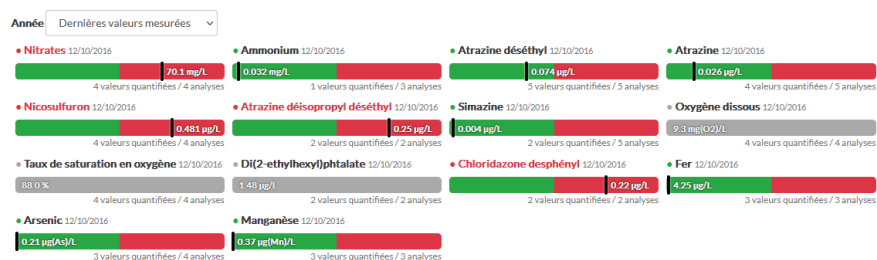 Année Dernières valeurs mesurées
• Nitrates 12/10/2016
70.1 mg/L
4 valeurs quantifiées / 4 analyses
• Ammonium 12/10/2016
0.032 mg/L
1 valeurs quantifiées / 3 analyses
• Atrazine déséthyl 12/10/2016
0.074 µg/L
5 valeurs quantifiées / 5 analyses
• Atrazine 12/10/2016
0.026 µg/L
4 valeurs quantifiées / 5 analyses
• Nicosulfuron 12/10/2016
0.481 µg/L
4 valeurs quantifiées / 4 analyses
• Atrazine déisopropyl déséthyl 12/10/2016
0.25 µg/L
2 valeurs quantifiées / 2 analyses
• Simazine 12/10/2016
0.004 µg/L
2 valeurs quantifiées / 5 analyses
• Oxygène dissous 12/10/2016
9.3 mg(O2)/L
4 valeurs quantifiées / 4 analyses
• Taux de saturation en oxygène 12/10/2016
88.0 %
4 valeurs quantifiées / 4 analyses
• Di(2-ethylhexyl)phtalate 12/10/2016
1.48 µg/L
2 valeurs quantifiées / 2 analyses
• Chloridazone desphényl 12/10/2016
0.22 µg/L
2 valeurs quantifiées / 2 analyses
• Fer 12/10/2016
4.25 µg/L
3 valeurs quantifiées / 3 analyses
• Arsenic 12/10/2016
0.21 µg(As)/L
3 valeurs quantifiées / 4 analyses
• Manganèse 12/10/2016
0.37 µg(Mn)/L
3 valeurs quantifiées / 3 analyses